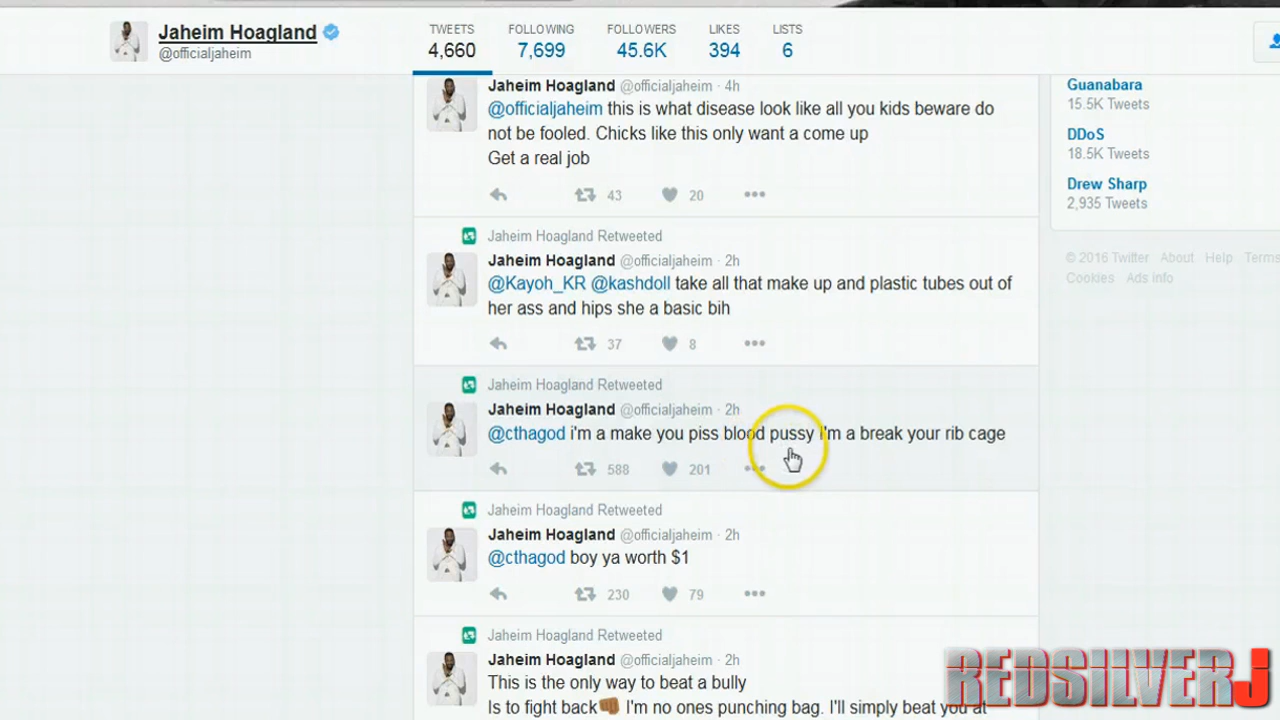 Jaheim Hoagland
@officialjaheim
TWEETS
4,660
FOLLOWING
7,699
FOLLOWERS
45.6K
LIKES
394
LISTS
6
Jaheim Hoagland @officialjaheim · 4h
@officialjaheim this is what disease look like all you kids beware do
not be fooled. Chicks like this only want a come up
Get a real job
43 20
Jaheim Hoagland Retweeted
Jaheim Hoagland @officialjaheim · 2h
@Kayoh_KR @kashdoll take all that make up and plastic tubes out of
her ass and hips she a basic bih
37 8
Jaheim Hoagland Retweeted
Jaheim Hoagland @officialjaheim · 2h
@cthagod i'm a make you piss blood pussy I'm a break your rib cage
588 201
Jaheim Hoagland Retweeted
Jaheim Hoagland @officialjaheim · 2h
@cthagod boy ya worth $1
230 79
Jaheim Hoagland Retweeted
Jaheim Hoagland @officialjaheim · 2h
This is the only way to beat a bully
Is to fight back👊🏾 I'm no ones punching bag. I'll simply beat you at
Guanabara
15.5K Tweets
DDoS
18.5K Tweets
Drew Sharp
2,935 Tweets
© 2016 Twitter About Help Terms
Cookies Ads info
REDSILVERJ